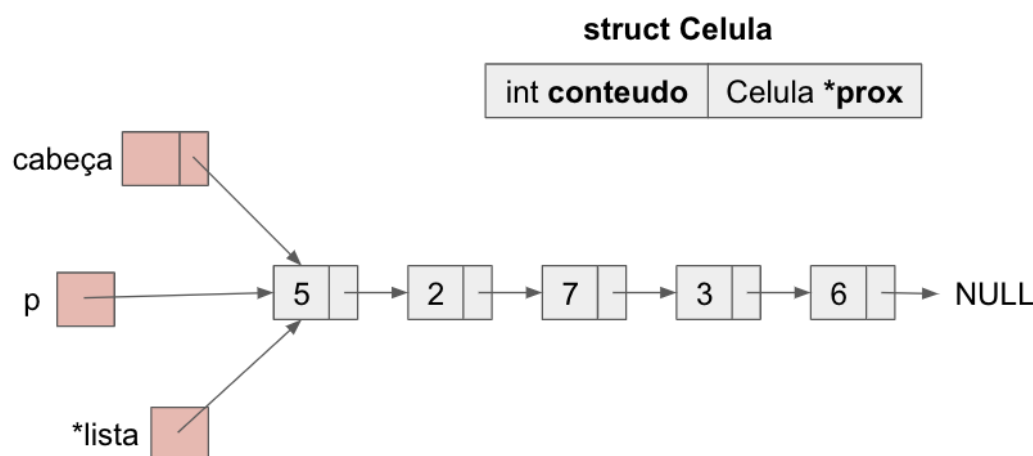 struct Celula
int conteudo Celula *prox
cabeça
p 5 2 7 3 6 NULL
*lista